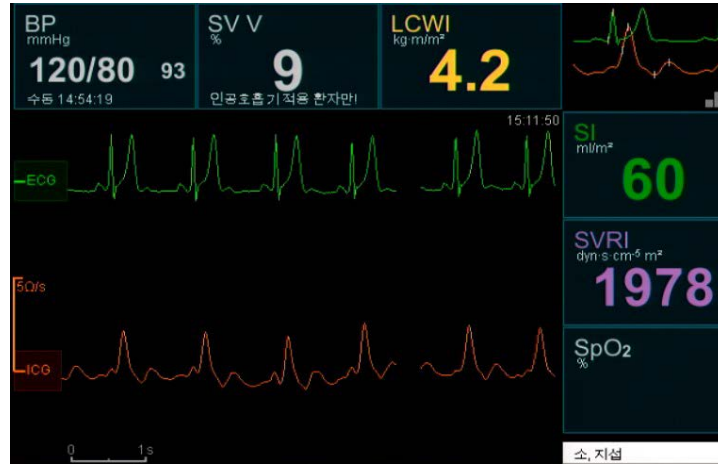 BP
mmHg
120/80 93
수동 14:54:19
SV V
%
9
인공호흡기적용 환자만!
LCWI
kg·m/m²
4.2
15:11:50
ECG
SI
ml/m²
60
SVRI
dyn·s·cm⁻⁵ m²
1978
5Ω/s
ICG
SpO₂
%
0 1s
소, 지섭